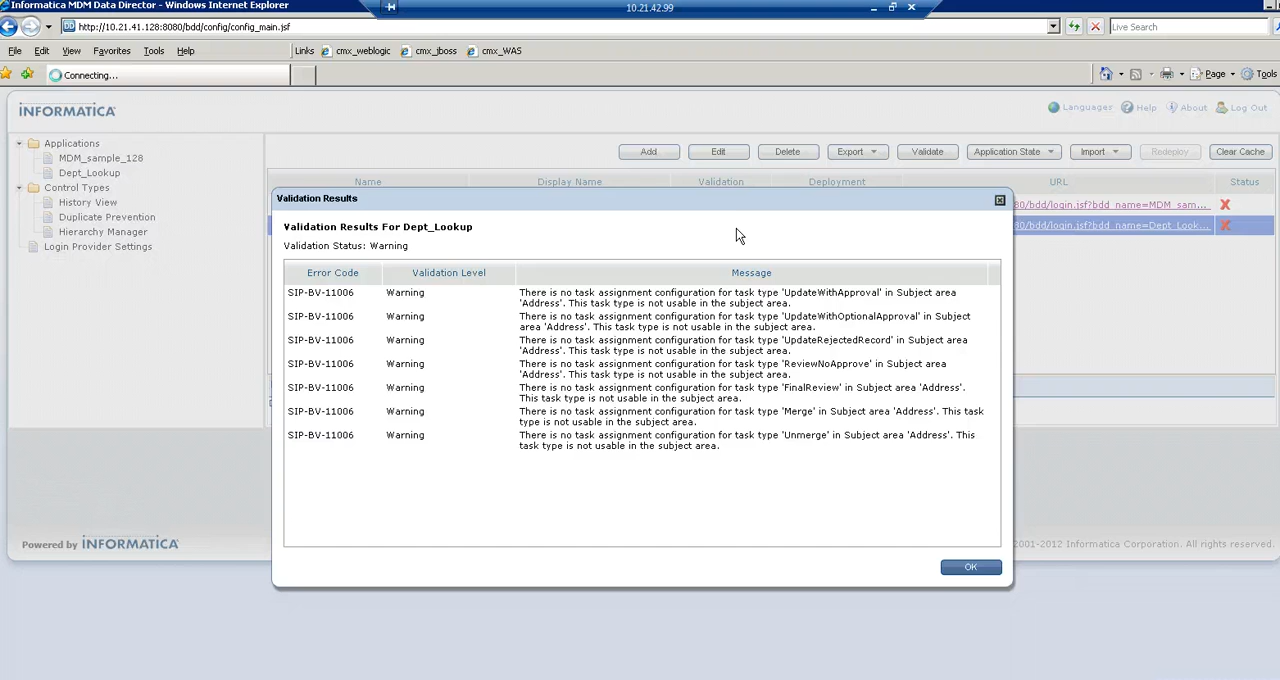 Informatica MDM Data Director - Windows Internet Explorer
10.21.42.99
http://10.21.41.128:8080/bdd/config/config_main.jsf
Live Search
File Edit View Favorites Tools Help
Links cmx_weblogic cmx_jboss cmx_WAS
Connecting...
Page Tools
INFORMATICA
Languages Help About Log Out
Applications
MDM_sample_128
Dept_Lookup
Control Types
History View
Duplicate Prevention
Hierarchy Manager
Login Provider Settings
Add Edit Delete Export Validate Application State Import Redeploy Clear Cache
Name Display Name Validation Deployment URL Status
80/bdd/login.jsf?bdd_name=MDM_sam...
80/bdd/login.jsf?bdd_name=Dept_Look...
Validation Results
Validation Results For Dept_Lookup
Validation Status: Warning
Error Code Validation Level Message
SIP-BV-11006 Warning There is no task assignment configuration for task type 'UpdateWithApproval' in Subject area
'Address'. This task type is not usable in the subject area.
SIP-BV-11006 Warning There is no task assignment configuration for task type 'UpdateWithOptionalApproval' in Subject
area 'Address'. This task type is not usable in the subject area.
SIP-BV-11006 Warning There is no task assignment configuration for task type 'UpdateRejectedRecord' in Subject area
'Address'. This task type is not usable in the subject area.
SIP-BV-11006 Warning There is no task assignment configuration for task type 'ReviewNoApprove' in Subject area
'Address'. This task type is not usable in the subject area.
SIP-BV-11006 Warning There is no task assignment configuration for task type 'FinalReview' in Subject area 'Address'.
This task type is not usable in the subject area.
SIP-BV-11006 Warning There is no task assignment configuration for task type 'Merge' in Subject area 'Address'. This task
type is not usable in the subject area.
SIP-BV-11006 Warning There is no task assignment configuration for task type 'Unmerge' in Subject area 'Address'. This
task type is not usable in the subject area.
OK
Powered by INFORMATICA
2001-2012 Informatica Corporation. All rights reserved.